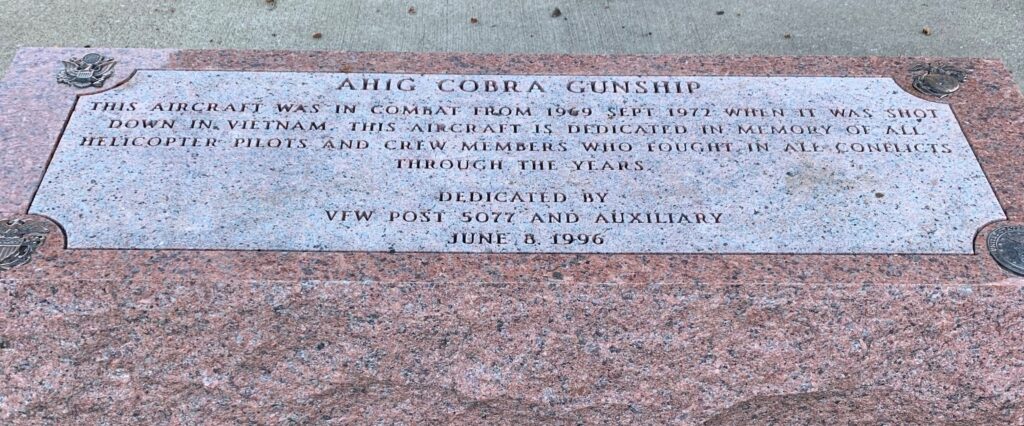 AHIG COBRA GUNSHIP
THIS AIRCRAFT WAS IN COMBAT FROM 1969 SEPT 1972 WHEN IT WAS SHOT
DOWN IN VIETNAM. THIS AIRCRAFT IS DEDICATED IN MEMORY OF ALL
HELICOPTER PILOTS AND CREW MEMBERS WHO FOUGHT IN ALL CONFLICTS
THROUGH THE YEARS.
DEDICATED BY
VFW POST 5077 AND AUXILIARY
JUNE 8, 1996